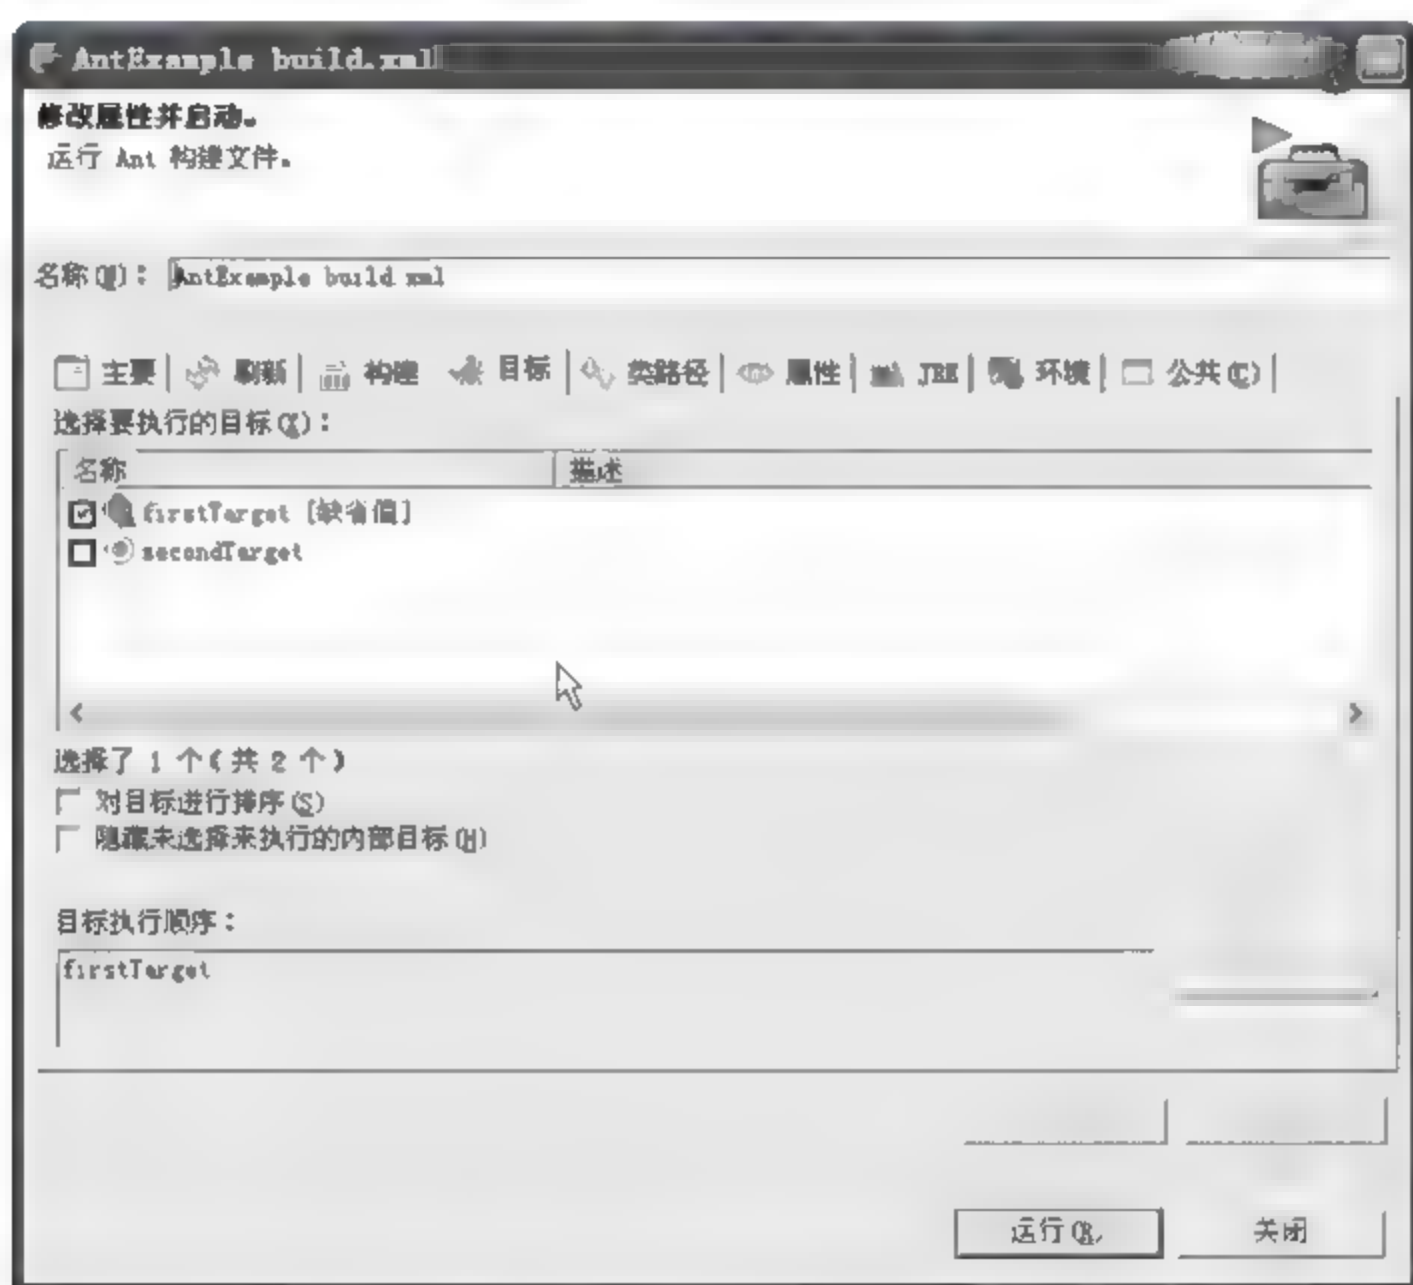 AntExample build.xml
修改属性并启动。
运行 Ant 构建文件。
名称(N)： AntExample build xml
主要 刷新 构建 目标 类路径 属性 JRE 环境 公共(C)
选择要执行的目标(X)：
名称 描述
firstTarget [缺省值]
secondTarget
选择了 1 个(共 2 个)
对目标进行排序(S)
隐藏未选择来执行的内部目标(H)
目标执行顺序：
firstTarget
运行(R) 关闭